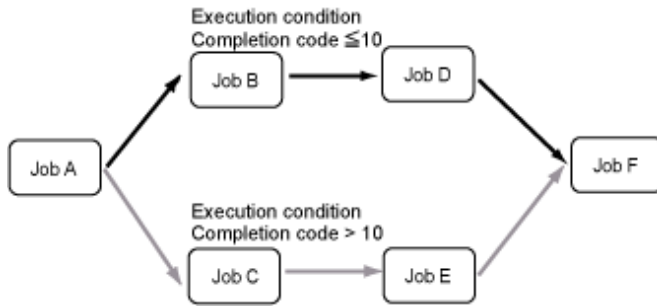 Execution condition
Completion code ≦10
Job B
Job D
Job A
Job F
Execution condition
Completion code > 10
Job C
Job E